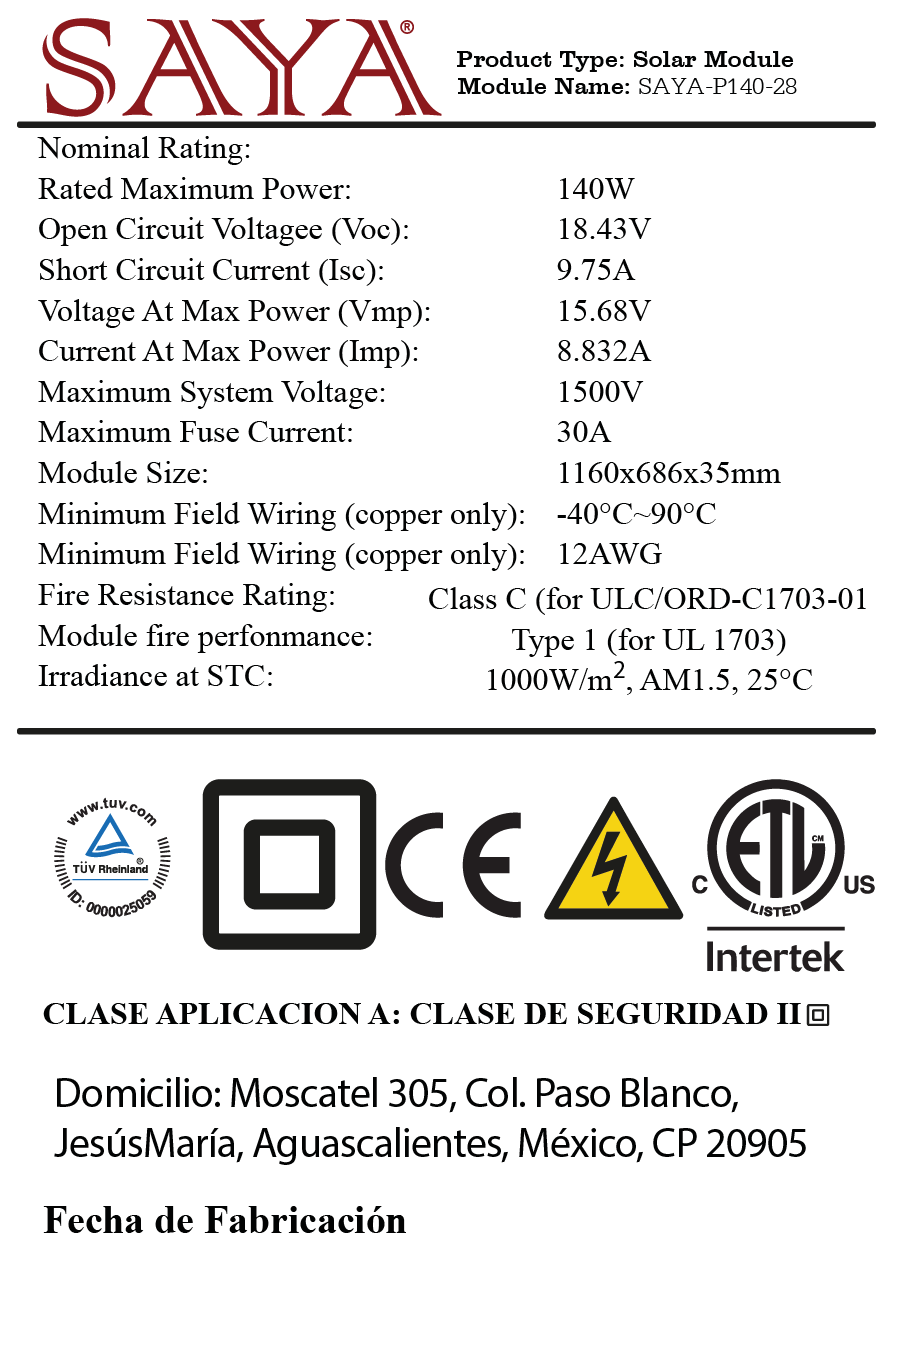 SAYA®
Product Type: Solar Module
Module Name: SAYA-P140-28
Nominal Rating:
Rated Maximum Power: 140W
Open Circuit Voltagee (Voc): 18.43V
Short Circuit Current (Isc): 9.75A
Voltage At Max Power (Vmp): 15.68V
Current At Max Power (Imp): 8.832A
Maximum System Voltage: 1500V
Maximum Fuse Current: 30A
Module Size: 1160x686x35mm
Minimum Field Wiring (copper only): -40°C~90°C
Minimum Field Wiring (copper only): 12AWG
Fire Resistance Rating: Class C (for ULC/ORD-C1703-01
Module fire perfonmance: Type 1 (for UL 1703)
Irradiance at STC: 1000W/m², AM1.5, 25°C
www.tuv.com
TÜV Rheinland®
ID: 0000025059
CE
ETL CM
C US
LISTED
Intertek
CLASE APLICACION A: CLASE DE SEGURIDAD II
Domicilio: Moscatel 305, Col. Paso Blanco,
JesúsMaría, Aguascalientes, México, CP 20905
Fecha de Fabricación